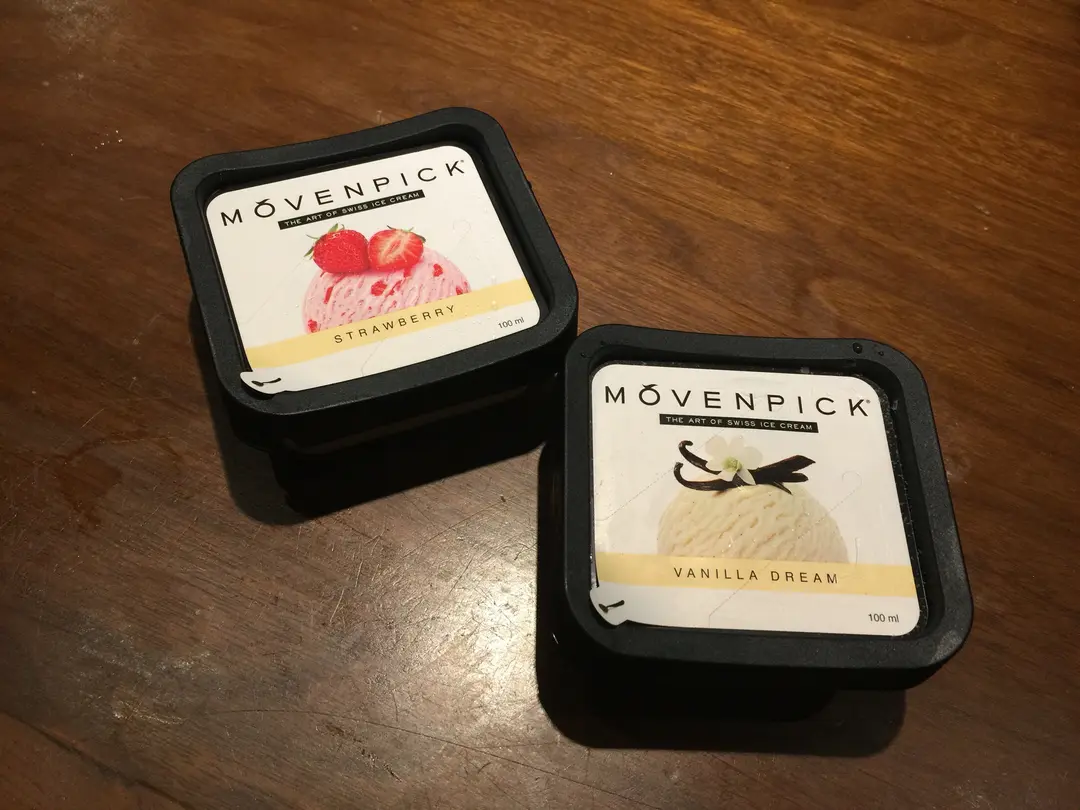 MÖVENPICK®
THE ART OF SWISS ICE CREAM
STRAWBERRY
100 ml
MÖVENPICK®
THE ART OF SWISS ICE CREAM
VANILLA DREAM
100 ml